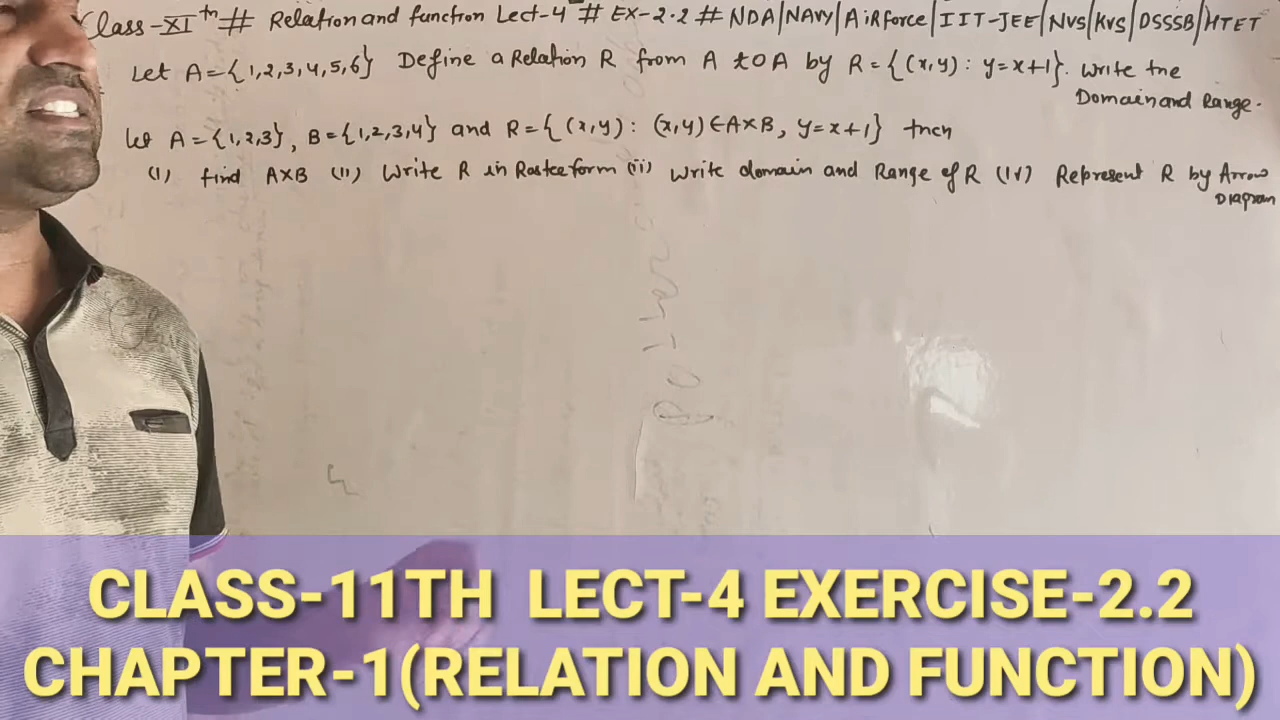 Class-XIth # Relation and function Lect-4 # EX-2.2 # NDA/NAVY/AiRforce/IIT-JEE/NVS/KVS/DSSSB/HTET
Let A={1,2,3,4,5,6} Define a Relation R from A to A by R={(x,y): y=x+1}. Write the
Domain and Range.
Let A={1,2,3}, B={1,2,3,4} and R={(x,y): (x,y)∈A×B, y=x+1} then
(i) find A×B (ii) Write R in Rostee form (ii) Write domain and Range of R (iv) Represent R by Arrow
Diagram
CLASS-11TH LECT-4 EXERCISE-2.2
CHAPTER-1(RELATION AND FUNCTION)